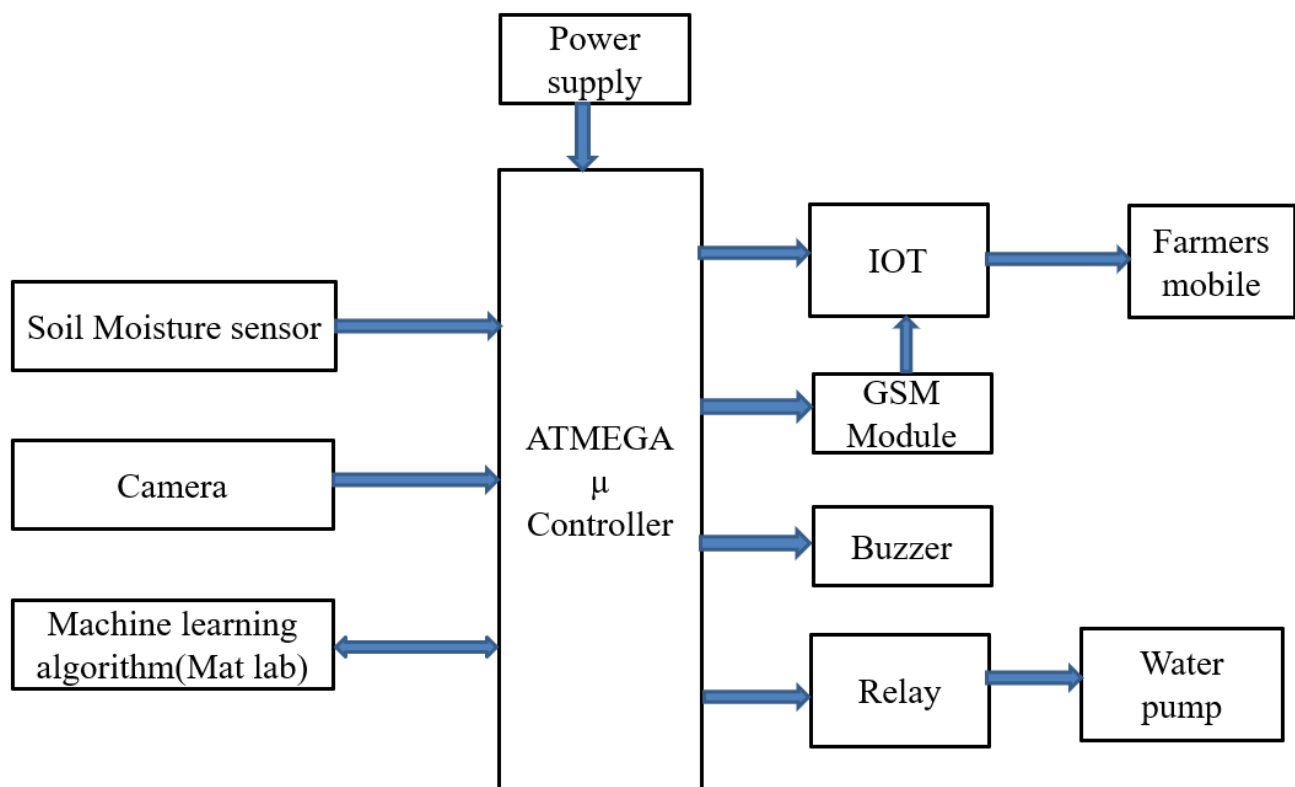 Power
supply
Soil Moisture sensor
Camera
Machine learning
algorithm(Mat lab)
ATMEGA
μ
Controller
IOT
Farmers
mobile
GSM
Module
Buzzer
Relay
Water
pump